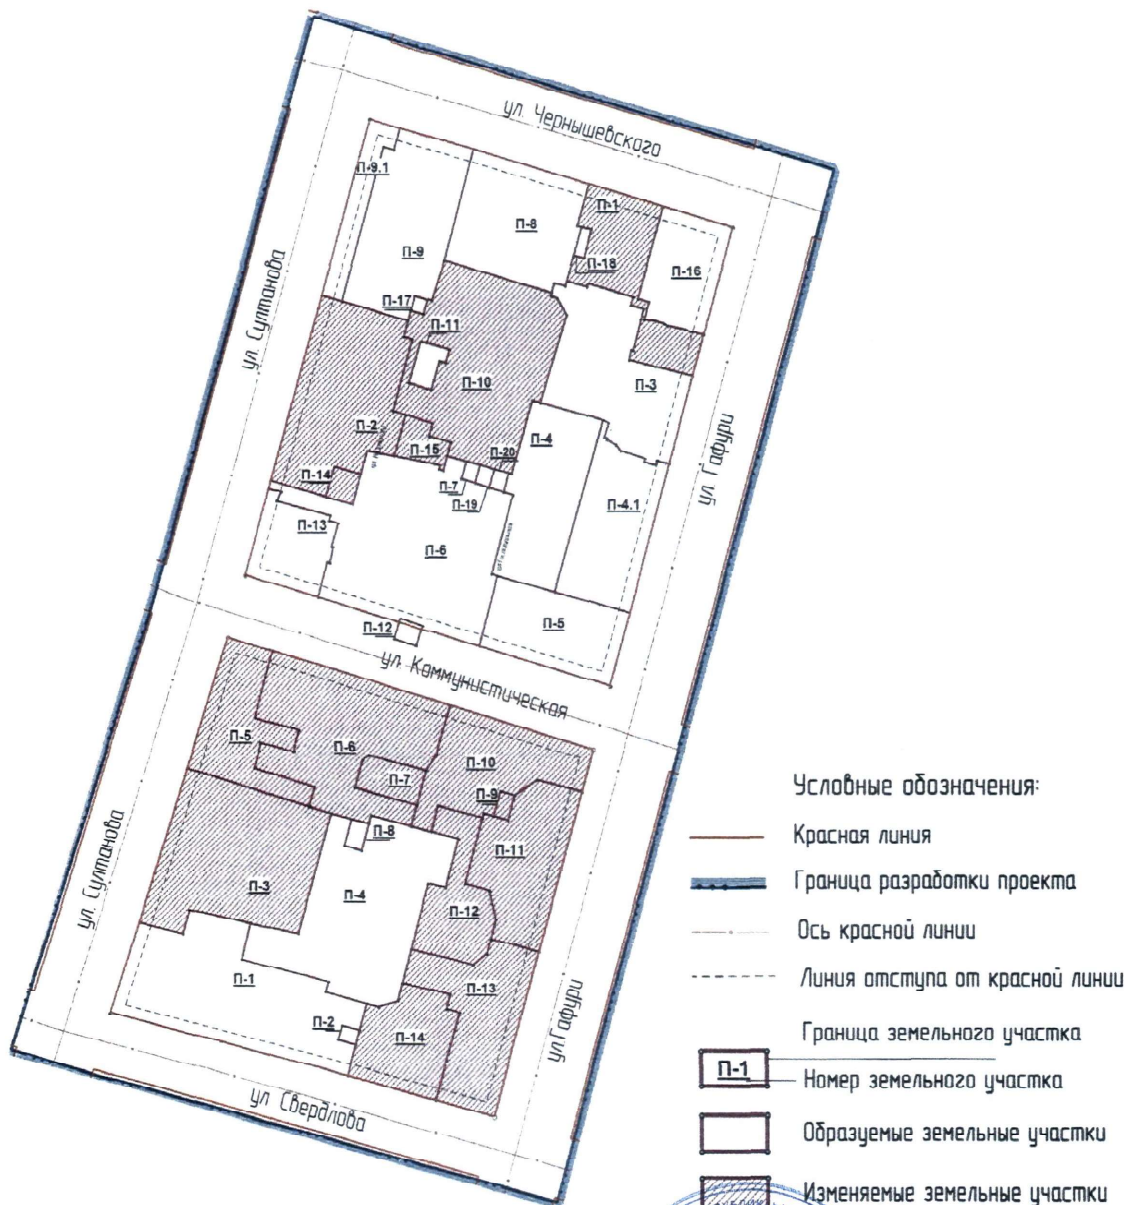 ул. Чернышевского
П-9.1
П-1
П-8
П-9
П-18
П-16
ул. Султанова
П-17
П-11
П-10
П-3
П-2
П-4
П-15
П-20
ул. Гафури
П-14
П-7
П-19
П-4.1
П-13
П-6
П-5
П-12
ул. Коммунистическая
П-5
П-6
П-10
П-7
П-9
П-8
П-11
ул. Султанова
П-3
П-4
П-12
П-1
П-13
П-2
П-14
ул.Гафури
ул. Свердлова
Условные обозначения:
Красная линия
Граница разработки проекта
Ось красной линии
Линия отступа от красной линии
Граница земельного участка
П-1
Номер земельного участка
Образуемые земельные участки
Изменяемые земельные участки